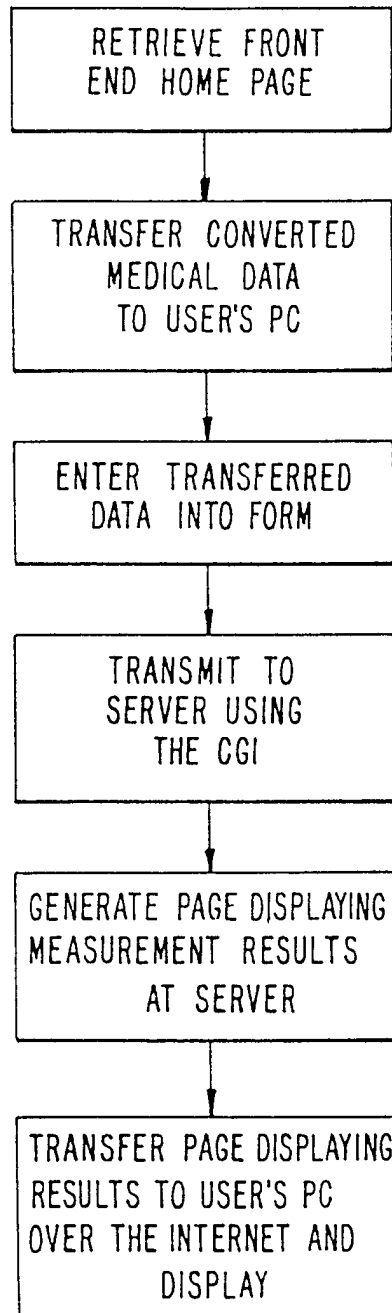 RETRIEVE FRONT
END HOME PAGE
TRANSFER CONVERTED
MEDICAL DATA
TO USER'S PC
ENTER TRANSFERRED
DATA INTO FORM
TRANSMIT TO
SERVER USING
THE CGI
GENERATE PAGE DISPLAYING
MEASUREMENT RESULTS
AT SERVER
TRANSFER PAGE DISPLAYING
RESULTS TO USER'S PC
OVER THE INTERNET AND
DISPLAY